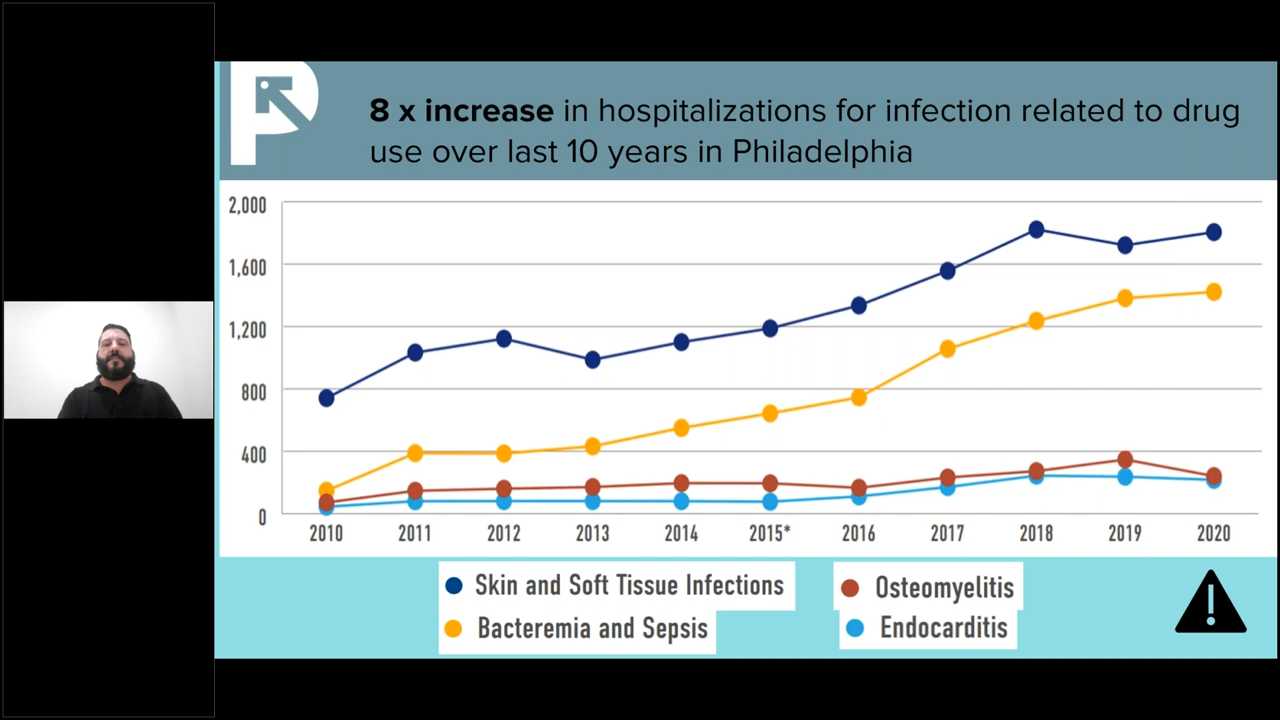 8 x increase in hospitalizations for infection related to drug
use over last 10 years in Philadelphia
2,000
1,600
1,200
800
400
0
2010 2011 2012 2013 2014 2015* 2016 2017 2018 2019 2020
Skin and Soft Tissue Infections
Osteomyelitis
Bacteremia and Sepsis
Endocarditis